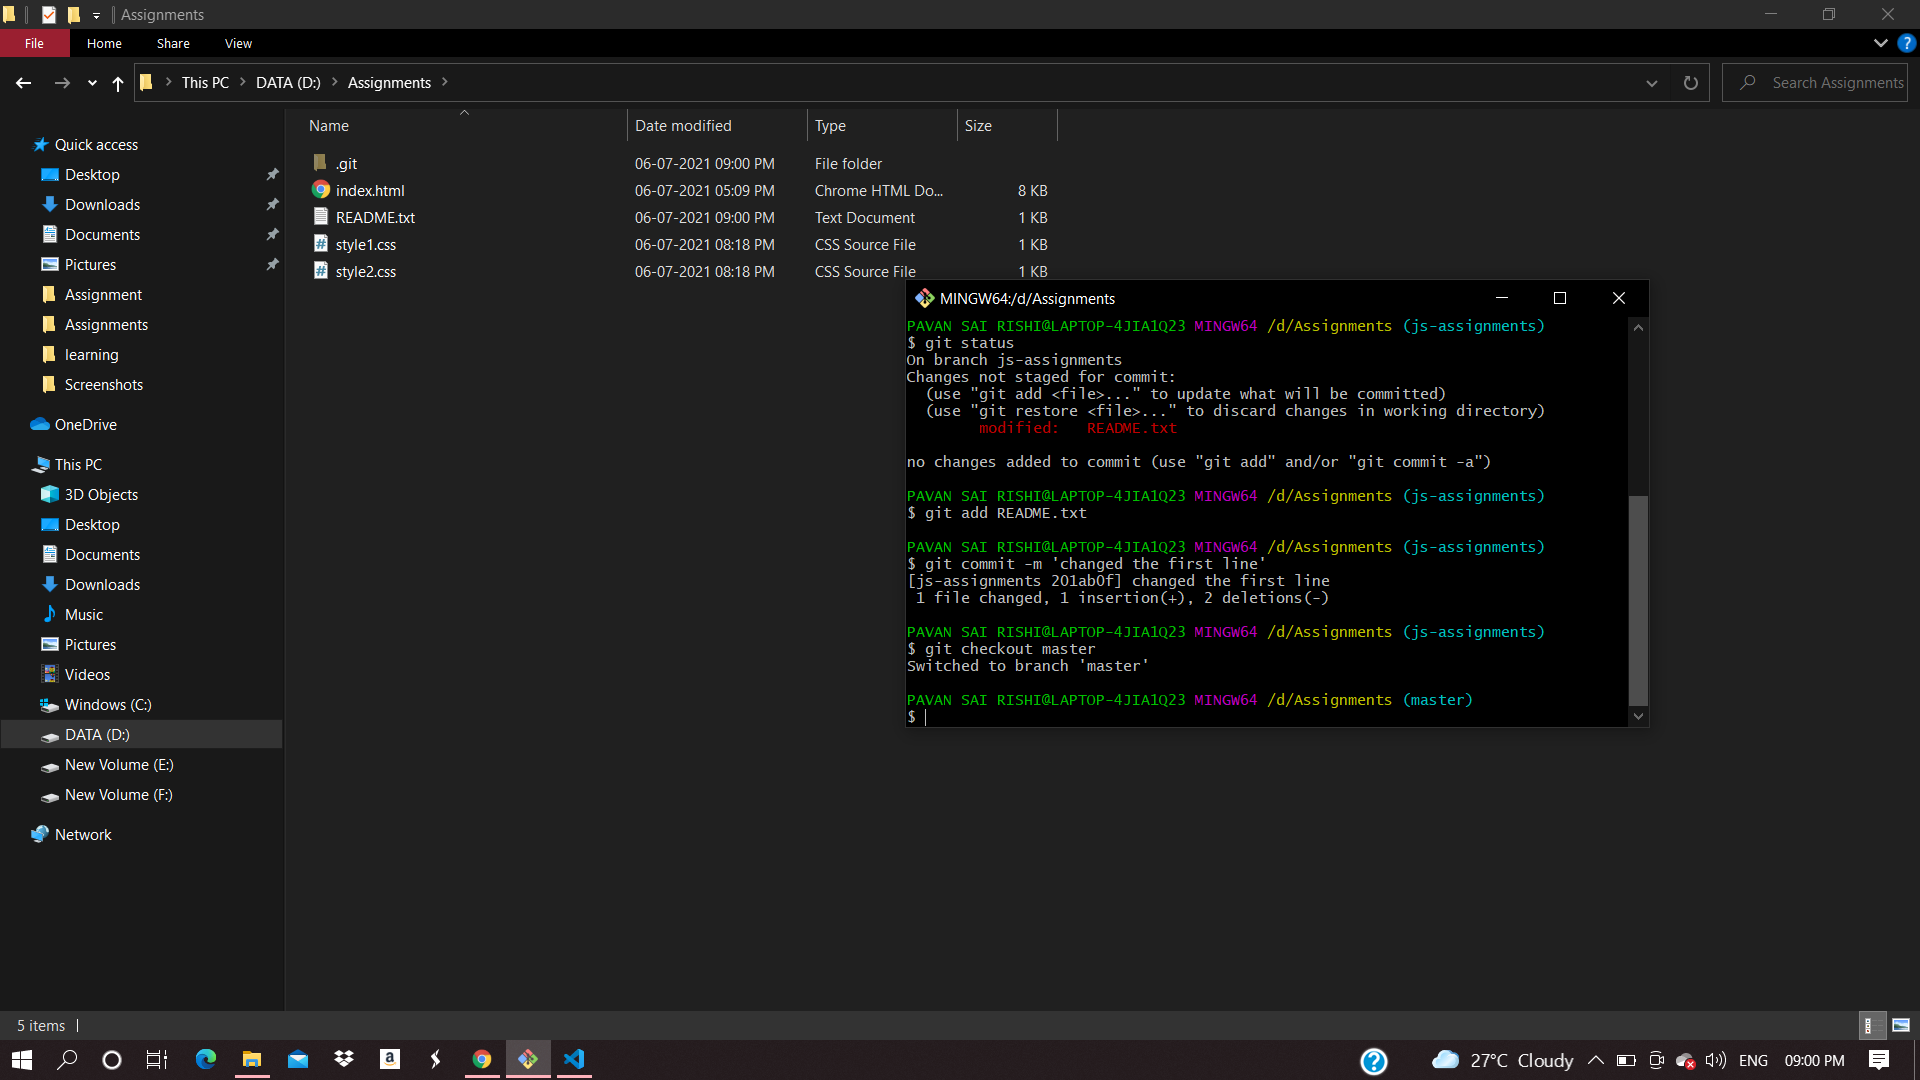 Assignments
File Home Share View
This PC DATA (D:) Assignments
Search Assignments
Name Date modified Type Size
.git 06-07-2021 09:00 PM File folder
index.html 06-07-2021 05:09 PM Chrome HTML Do... 8 KB
README.txt 06-07-2021 09:00 PM Text Document 1 KB
style1.css 06-07-2021 08:18 PM CSS Source File 1 KB
style2.css 06-07-2021 08:18 PM CSS Source File 1 KB
Quick access
Desktop
Downloads
Documents
Pictures
Assignment
Assignments
learning
Screenshots
OneDrive
This PC
3D Objects
Desktop
Documents
Downloads
Music
Pictures
Videos
Windows (C:)
DATA (D:)
New Volume (E:)
New Volume (F:)
Network
MINGW64:/d/Assignments
PAVAN SAI RISHI@LAPTOP-4JIA1Q23 MINGW64 /d/Assignments (js-assignments)
$ git status
On branch js-assignments
Changes not staged for commit:
(use "git add <file>..." to update what will be committed)
(use "git restore <file>..." to discard changes in working directory)
modified: README.txt
no changes added to commit (use "git add" and/or "git commit -a")
PAVAN SAI RISHI@LAPTOP-4JIA1Q23 MINGW64 /d/Assignments (js-assignments)
$ git add README.txt
PAVAN SAI RISHI@LAPTOP-4JIA1Q23 MINGW64 /d/Assignments (js-assignments)
$ git commit -m 'changed the first line'
[js-assignments 201ab0f] changed the first line
1 file changed, 1 insertion(+), 2 deletions(-)
PAVAN SAI RISHI@LAPTOP-4JIA1Q23 MINGW64 /d/Assignments (js-assignments)
$ git checkout master
Switched to branch 'master'
PAVAN SAI RISHI@LAPTOP-4JIA1Q23 MINGW64 /d/Assignments (master)
$
5 items
27°C Cloudy ENG 09:00 PM